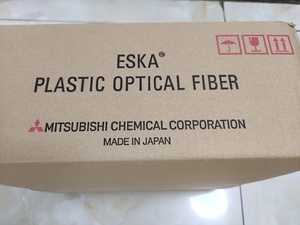 ESKA®
PLASTIC OPTICAL FIBER
MITSUBISHI CHEMICAL CORPORATION
MADE IN JAPAN